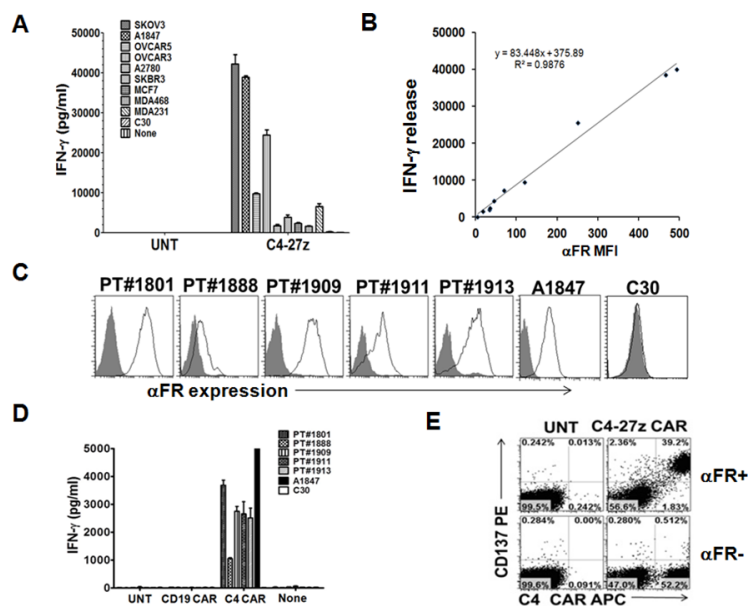 A
IFN-γ (pg/ml)
50000
40000
30000
20000
10000
0
SKOV3
A1847
OVCAR5
OVCAR3
A2780
SKBR3
MCF7
MDA468
MDA231
C30
None
UNT
C4-27z
B
IFN-γ release
50000
40000
30000
20000
10000
0
y = 83.448x + 375.89
R² = 0.9876
0 100 200 300 400 500
αFR MFI
C
PT#1801 PT#1888 PT#1909 PT#1911 PT#1913 A1847 C30
αFR expression
D
IFN-γ (pg/ml)
5000
4000
3000
2000
1000
0
PT#1801
PT#1888
PT#1909
PT#1911
PT#1913
A1847
C30
UNT CD19 CAR C4 CAR None
E
UNT C4-27z CAR
0.242% 0.013% 2.36% 39.2%
99.5% 0.242% 56.6% 1.83%
αFR+
0.284% 0.00% 0.280% 0.512%
99.6% 0.091% 47.0% 52.2%
αFR-
CD137 PE
C4 CAR APC